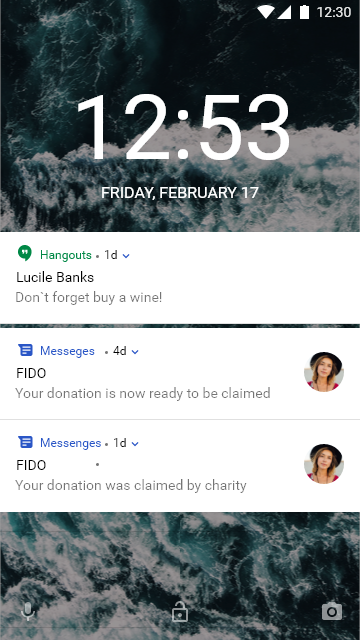 12:30
12:53
FRIDAY, FEBRUARY 17
Hangouts • 1d
Lucile Banks
Don`t forget buy a wine!
Messeges • 4d
FIDO
Your donation is now ready to be claimed
Messenges • 1d
FIDO •
Your donation was claimed by charity